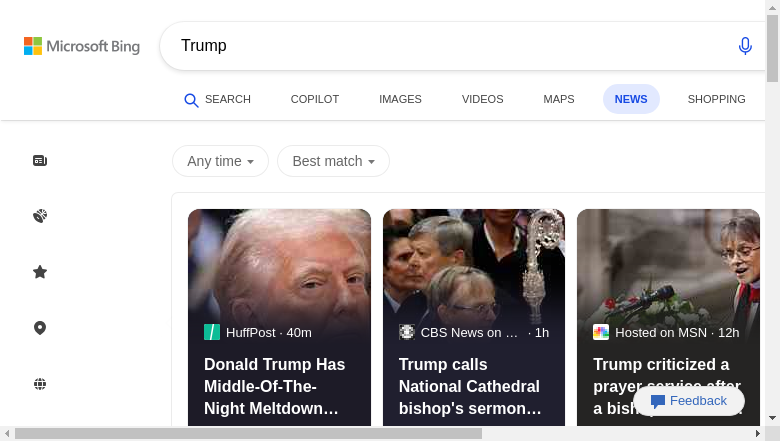 Microsoft Bing
Trump
SEARCH
COPILOT
IMAGES
VIDEOS
MAPS
NEWS
SHOPPING
Any time
Best match
HuffPost · 40m
Donald Trump Has
Middle-Of-The-
Night Meltdown…
CBS News on … · 1h
Trump calls
National Cathedral
bishop's sermon…
Hosted on MSN · 12h
Trump criticized a
prayer service after
a
Feedback